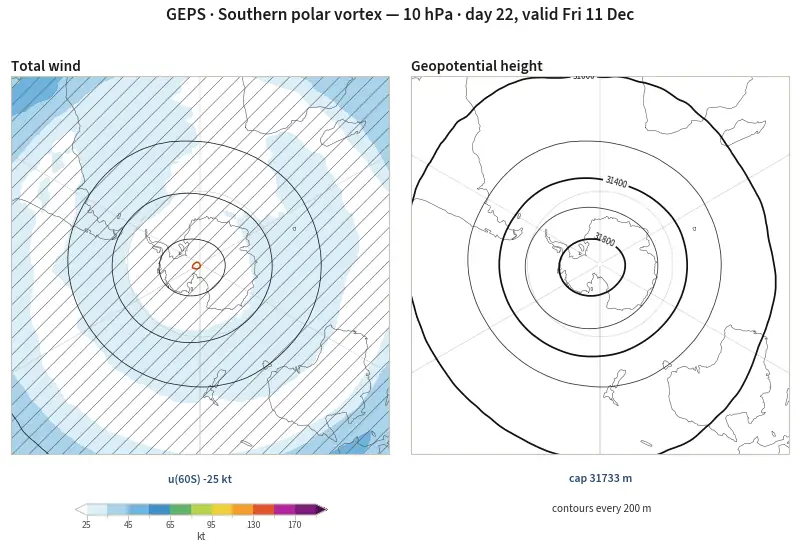 GEPS · Southern polar vortex — 10 hPa · day 22, valid Fri 11 Dec
Total wind
Geopotential height
31400
31800
u(60S) -25 kt
cap 31733 m
contours every 200 m
25 45 65 95 130 170
kt